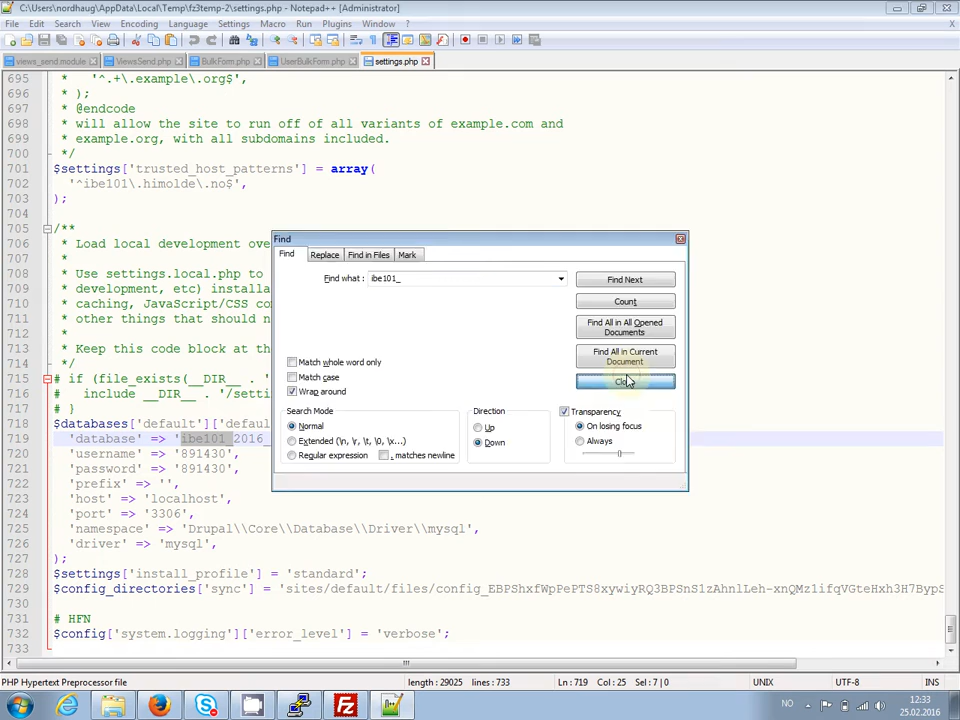 C:\Users\nordhaug\AppData\Local\Temp\fz3temp-2\settings.php - Notepad++ [Administrator]
File Edit Search View Encoding Language Settings Macro Run Plugins Window ?
views_send.module ViewsSend.php BulkForm.php UserBulkForm.php settings.php
695 * '^.+\.example\.org$',
696 * );
697 * @endcode
698 * will allow the site to run off of all variants of example.com and
699 * example.org, with all subdomains included.
700 */
701 $settings['trusted_host_patterns'] = array(
702 '^ibe101\.himolde\.no$',
703 );
704
705 /**
706 * Load local development ove
707 *
708 * Use settings.local.php to
709 * development, etc) installa
710 * caching, JavaScript/CSS co
711 * other things that should n
712 *
713 * Keep this code block at th
714 */
715 # if (file_exists(__DIR__ . '
716 # include __DIR__ . '/setti
717 # }
718 $databases['default']['defau
719 'database' => 'ibe101_2016_
720 'username' => '891430',
721 'password' => '891430',
722 'prefix' => '',
723 'host' => 'localhost',
724 'port' => '3306',
725 'namespace' => 'Drupal\\Core\\Database\\Driver\\mysql',
726 'driver' => 'mysql',
727 );
728 $settings['install_profile'] = 'standard';
729 $config_directories['sync'] = 'sites/default/files/config_EBPShxfWpPePTS8xywiyRQ3BPSnS1zAhnlLeh-xnQMz1ifqVGteHxh3H7BypS
730
731 # HFN
732 $config['system.logging']['error_level'] = 'verbose';
733
Find
Find Replace Find in Files Mark
Find what : ibe101_
Find Next
Count
Find All in All Opened Documents
Find All in Current Document
Close
Match whole word only
Match case
Wrap around
Search Mode
Normal
Extended (\n, \r, \t, \0, \x...)
Regular expression . matches newline
Direction
Up
Down
Transparency
On losing focus
Always
PHP Hypertext Preprocessor file length : 29025 lines : 733 Ln : 719 Col : 25 Sel : 7 | 0 Dos\Windows UTF-8 INS
NO 12:33
25.02.2016